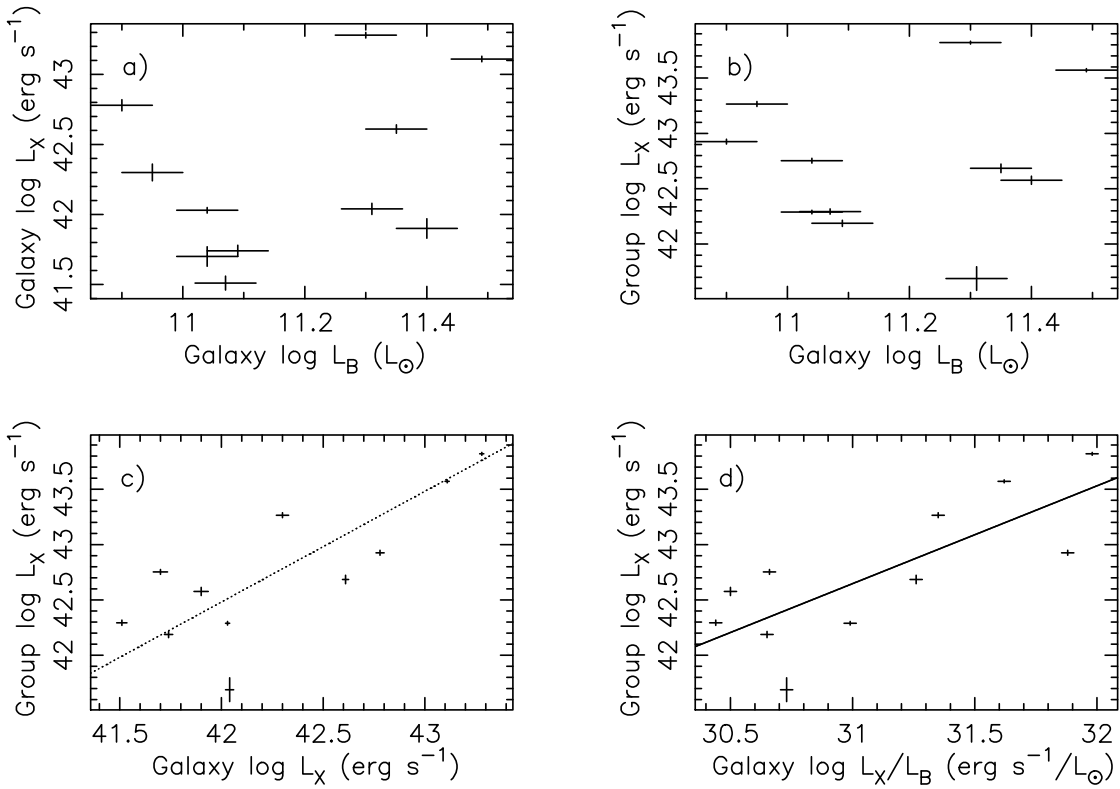 a)
Galaxy log L_X (erg s⁻¹)
41.5 42 42.5 43
11 11.2 11.4
Galaxy log L_B (L_⊙)
b)
Group log L_X (erg s⁻¹)
42 42.5 43 43.5
11 11.2 11.4
Galaxy log L_B (L_⊙)
c)
Group log L_X (erg s⁻¹)
42 42.5 43 43.5
41.5 42 42.5 43
Galaxy log L_X (erg s⁻¹)
d)
Group log L_X (erg s⁻¹)
42 42.5 43 43.5
30.5 31 31.5 32
Galaxy log L_X/L_B (erg s⁻¹/L_⊙)